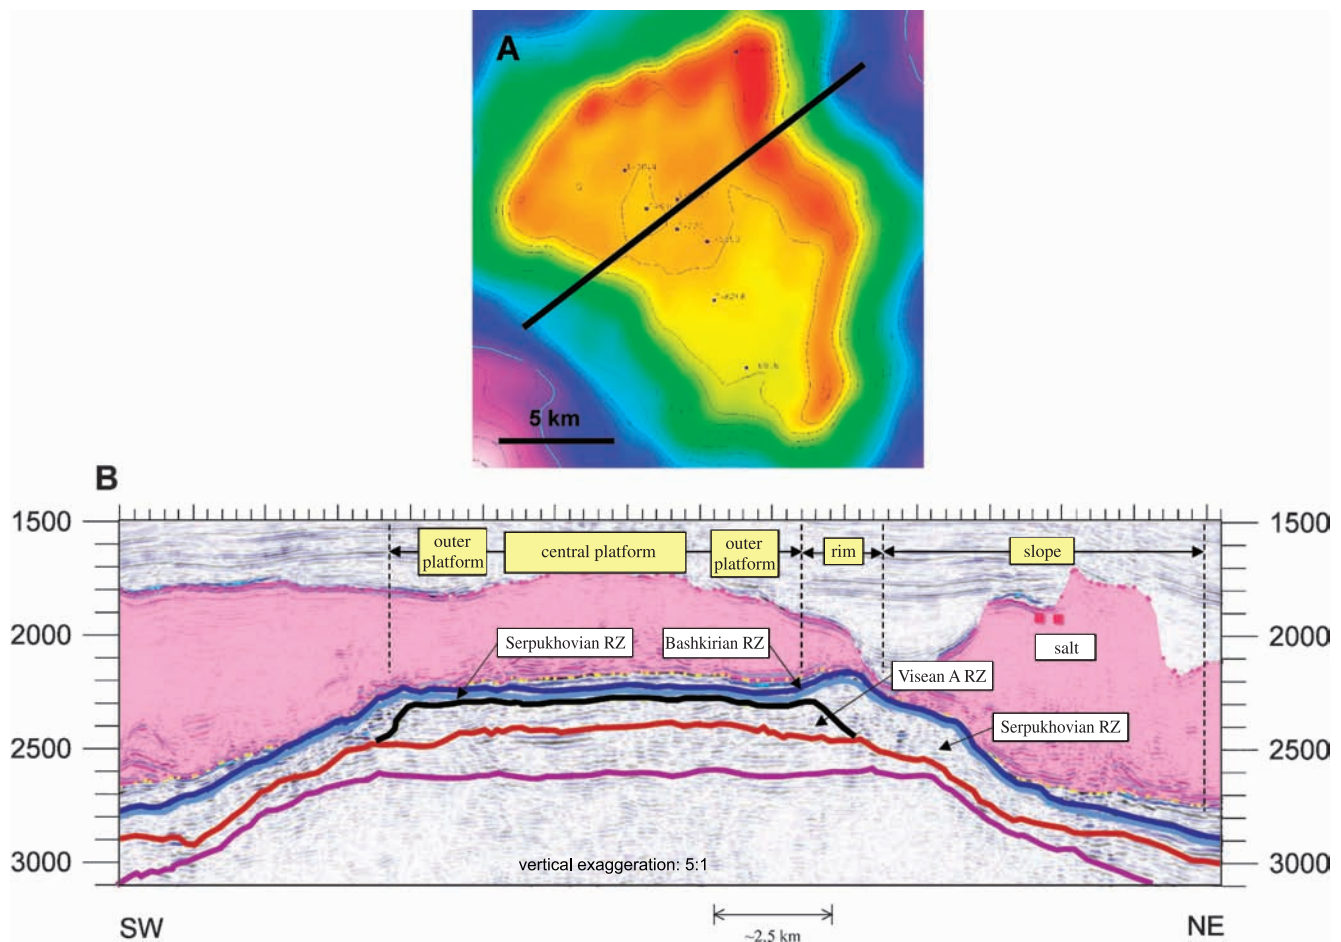 A
5 km
B
1500
1500
outer
platform
central platform
outer
platform
rim
slope
2000
2000
Serpukhovian RZ
Bashkirian RZ
salt
Visean A RZ
Serpukhovian RZ
2500
2500
3000
3000
vertical exaggeration: 5:1
SW
NE
~2.5 km